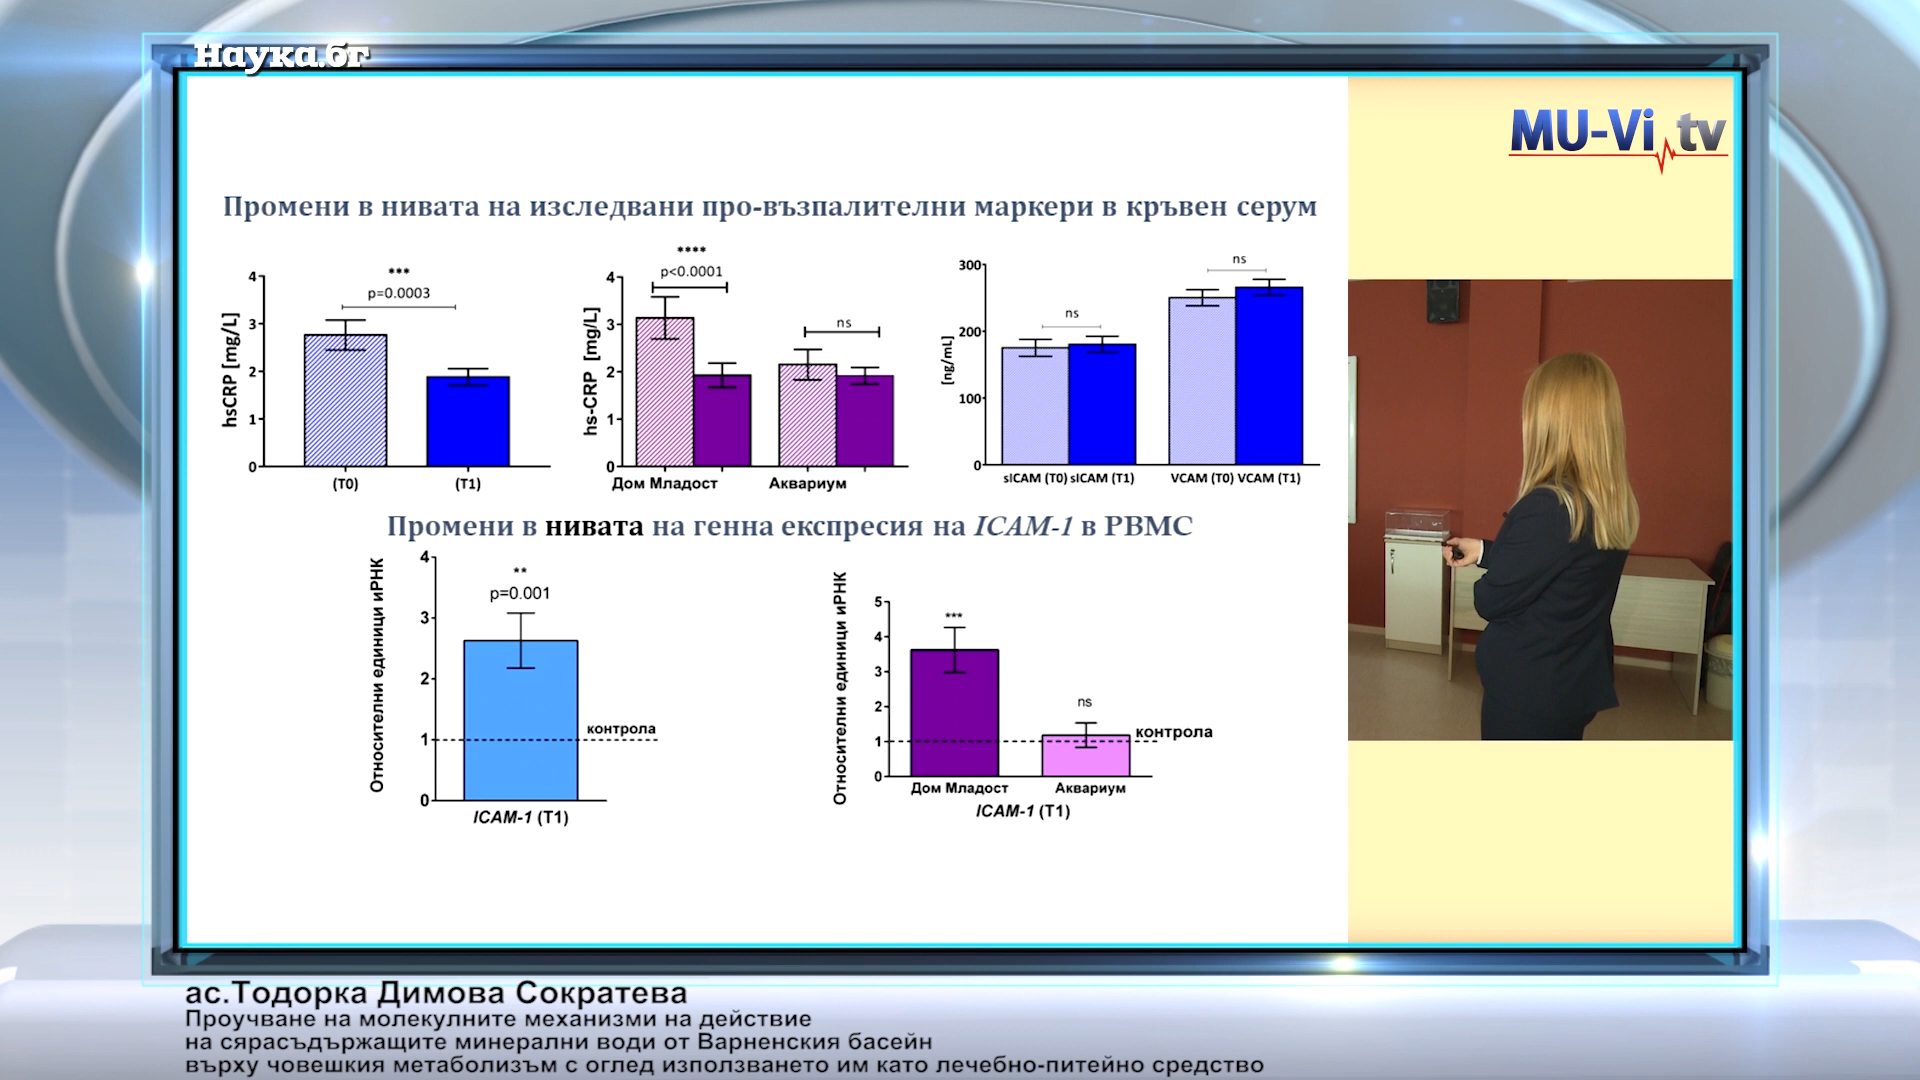 Наука.бг
MU-Vi tv
Промени в нивата на изследвани про-възпалителни маркери в кръвен серум
***
p=0.0003
hsCRP [mg/L]
4
3
2
1
0
(T0) (T1)
****
p<0.0001
ns
hs-CRP [mg/L]
4
3
2
1
0
Дом Младост Аквариум
ns
ns
[ng/mL]
300
200
100
0
sICAM (T0) sICAM (T1) VCAM (T0) VCAM (T1)
Промени в нивата на генна експресия на ICAM-1 в РВМС
Относителни единици иРНК
4
3
2
1
0
**
p=0.001
контрола
ICAM-1 (T1)
Относителни единици иРНК
5
4
3
2
1
0
***
ns
контрола
Дом Младост Аквариум
ICAM-1 (T1)
ас.Тодорка Димова Сократева
Проучване на молекулните механизми на действие
на сярасъдържащите минерални води от Варненския басейн
върху човешкия метаболизъм с оглед използването им като лечебно-питейно средство